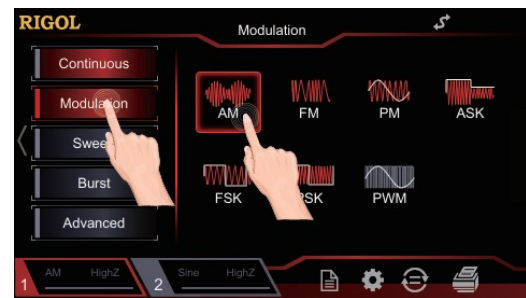 RIGOL
Modulation
Continuous
Modulation
Sweep
Burst
Advanced
AM
FM
PM
ASK
FSK
PSK
PWM
1
AM
HighZ
2
Sine
HighZ